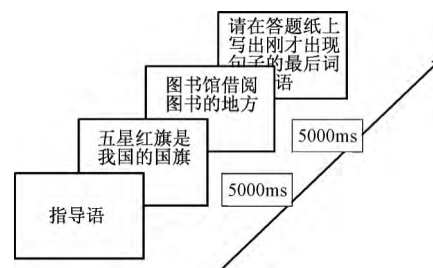 请在答题纸上
写出刚才出现
句子的最后词
语
图书馆借阅
图书的地方
5000ms
五星红旗是
我国的国旗
5000ms
指导语